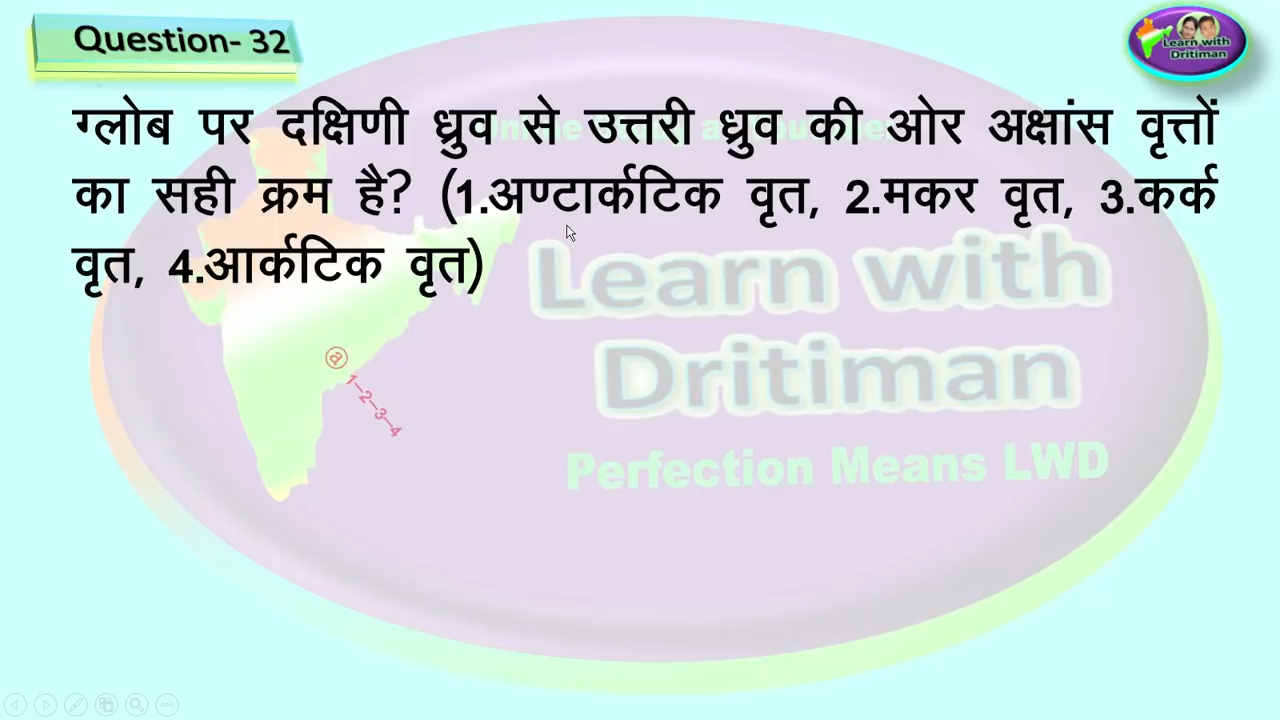 Question- 32
Learn with
Dritiman
ग्लोब पर दक्षिणी ध्रुव से उत्तरी ध्रुव की ओर अक्षांस वृत्तों
का सही क्रम है? (1.अण्टार्कटिक वृत, 2.मकर वृत, 3.कर्क
वृत, 4.आर्कटिक वृत)
Learn with
Dritiman
Perfection Means LWD
ⓐ 1–2–3–4